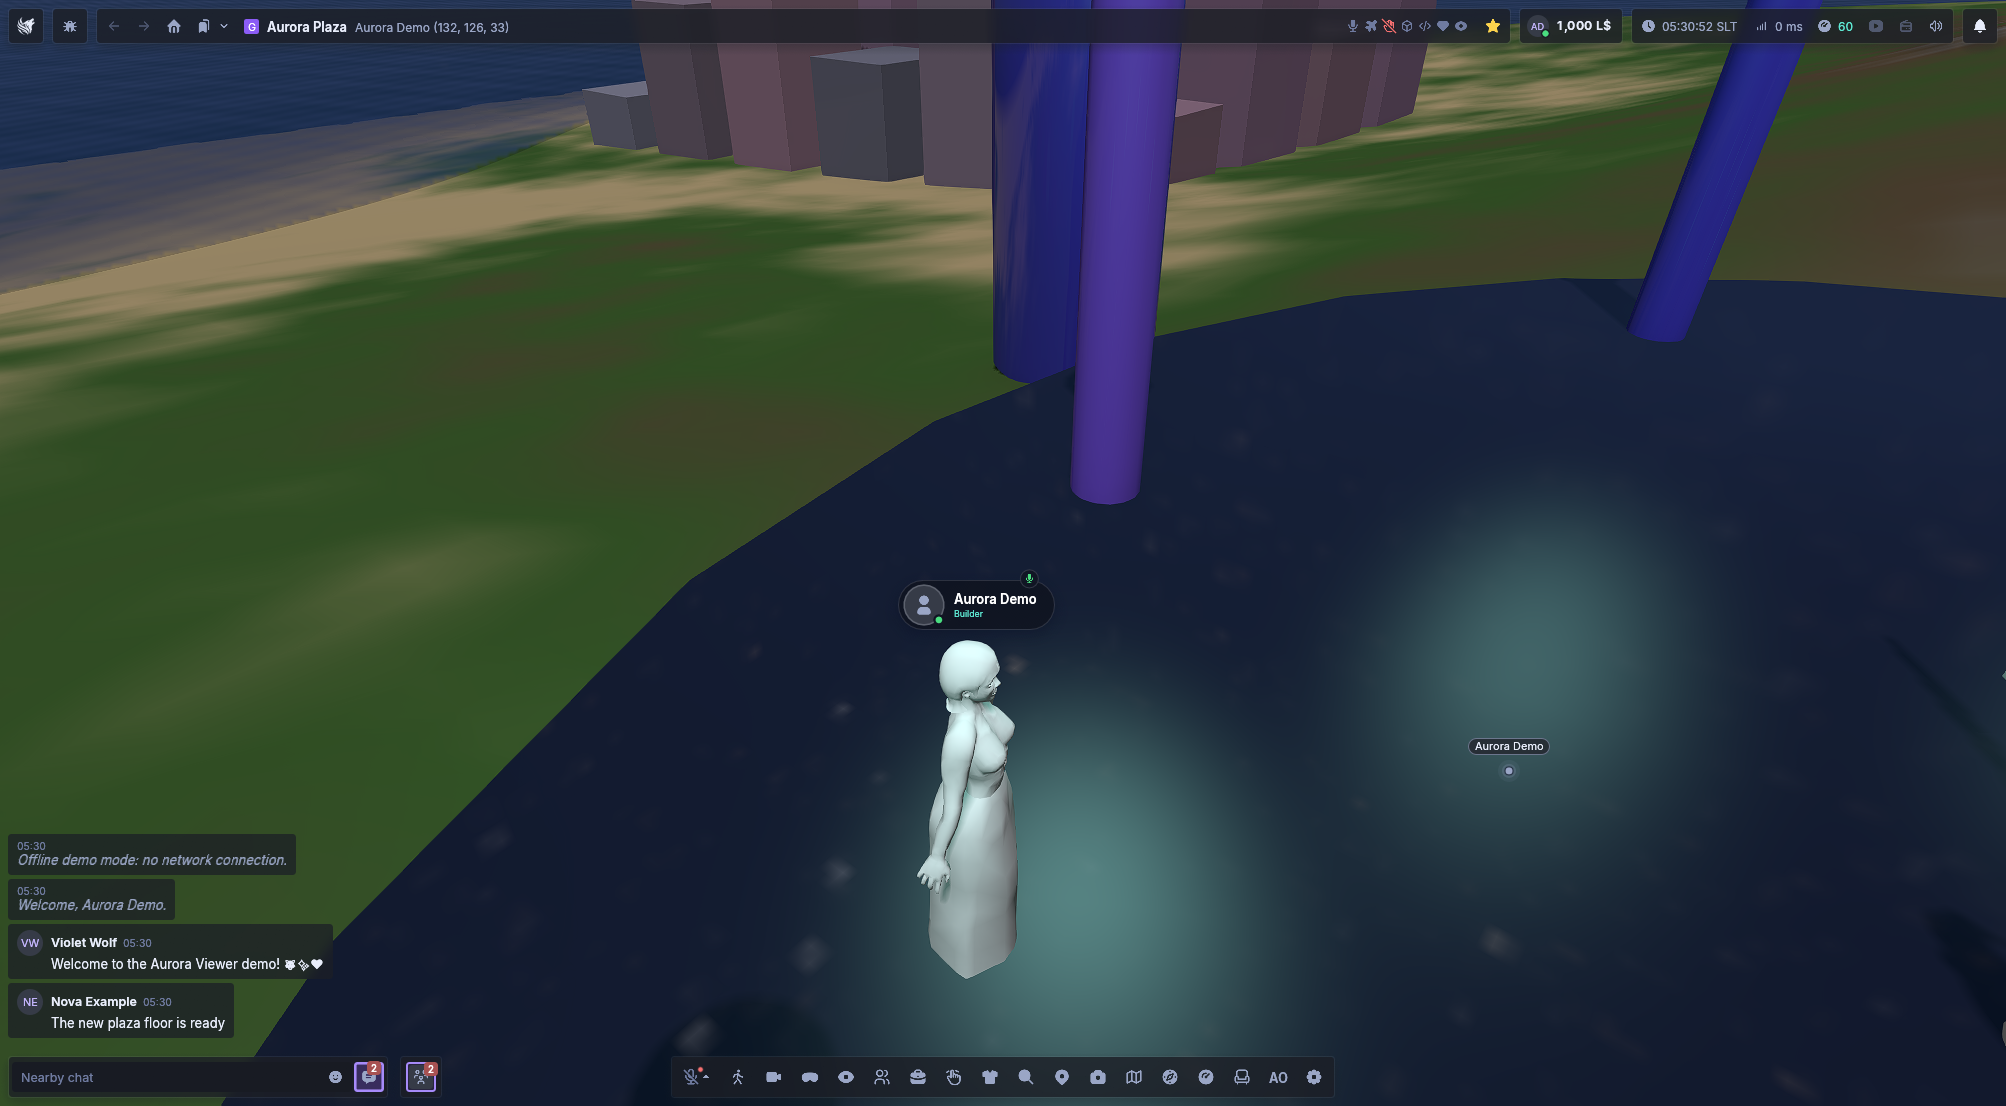 G Aurora Plaza Aurora Demo (132, 126, 33)
AD 1,000 L$
05:30:52 SLT 0 ms 60
Aurora Demo
Builder
Aurora Demo
05:30
Offline demo mode: no network connection.
05:30
Welcome, Aurora Demo.
VW Violet Wolf 05:30
Welcome to the Aurora Viewer demo!
NE Nova Example 05:30
The new plaza floor is ready
Nearby chat
2
2
AO